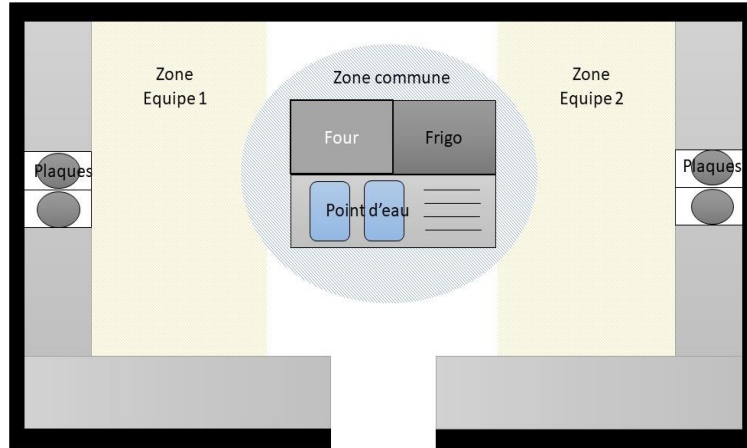 Zone
Equipe 1
Zone commune
Zone
Equipe 2
Four
Frigo
Plaques
Plaques
Point d'eau